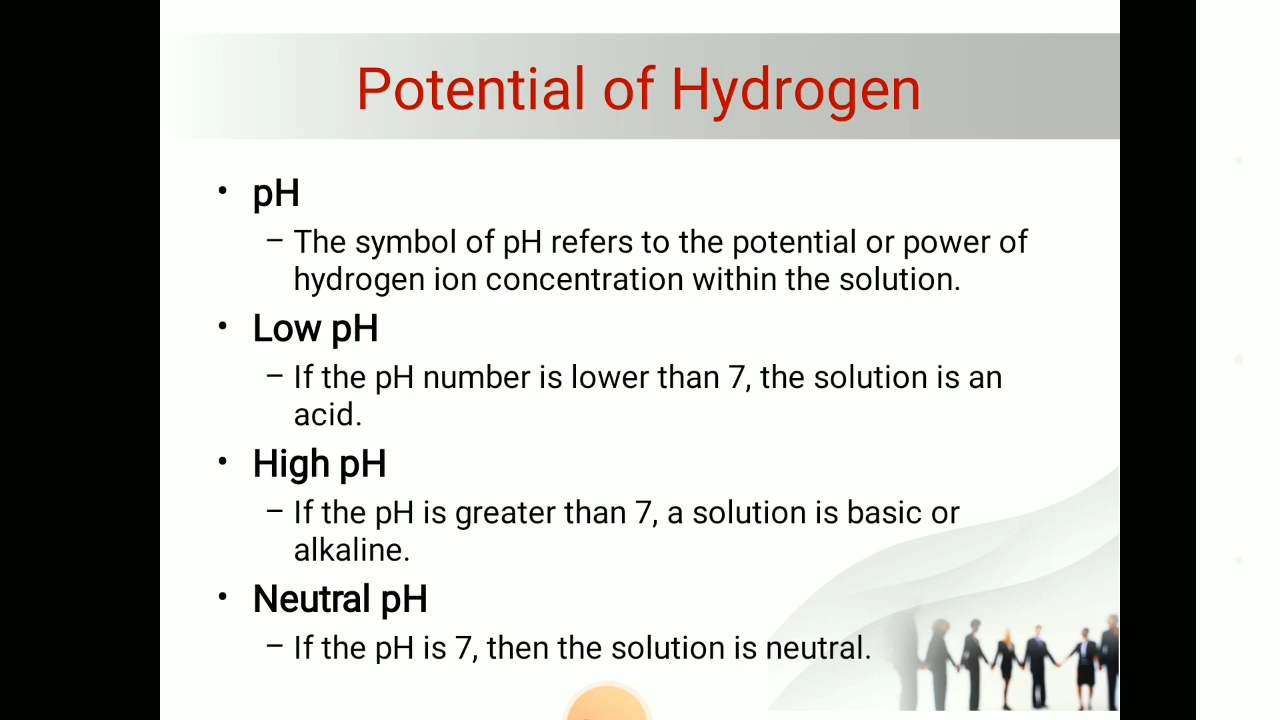 Potential of Hydrogen
• pH
– The symbol of pH refers to the potential or power of
hydrogen ion concentration within the solution.
• Low pH
– If the pH number is lower than 7, the solution is an
acid.
• High pH
– If the pH is greater than 7, a solution is basic or
alkaline.
• Neutral pH
– If the pH is 7, then the solution is neutral.